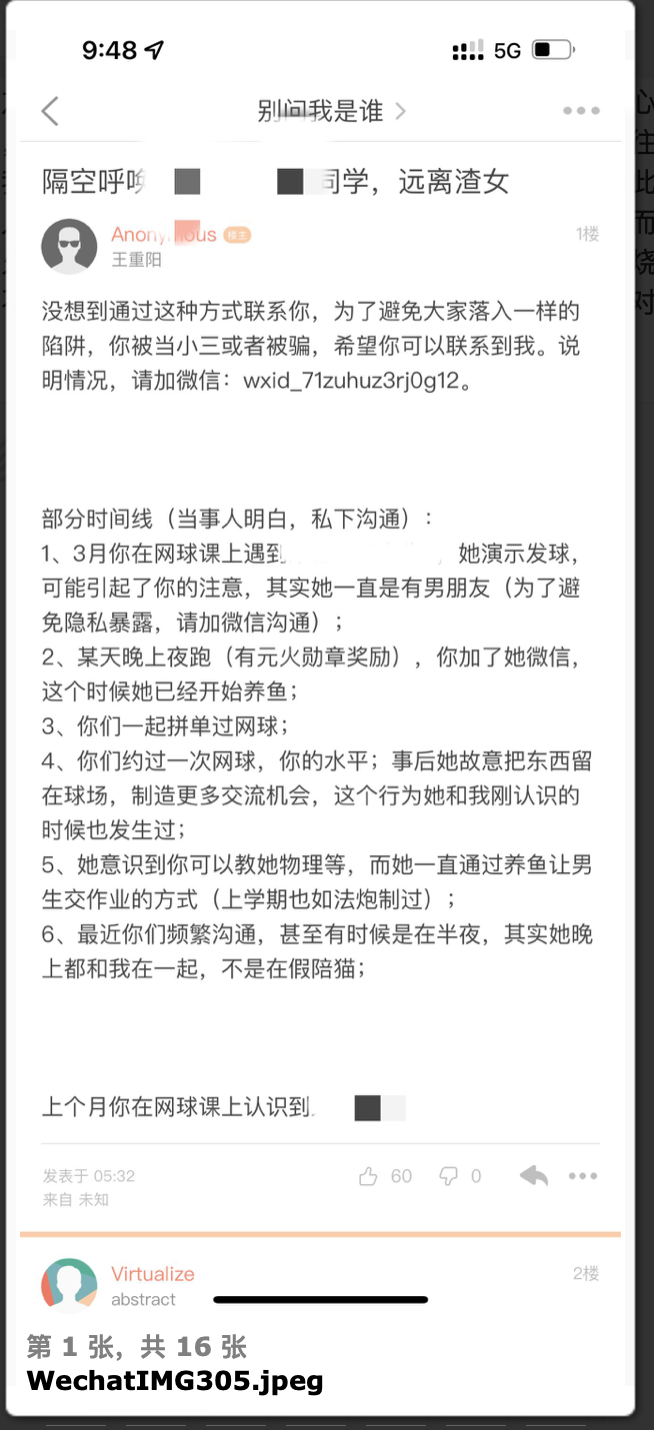 9:48
5G
别问我是谁
隔空呼唤 同学，远离渣女
Anonymous 楼主
1楼
王重阳
没想到通过这种方式联系你，为了避免大家落入一样的
陷阱，你被当小三或者被骗，希望你可以联系到我。说
明情况，请加微信：wxid_71zuhuz3rj0g12。
部分时间线（当事人明白，私下沟通）：
1、3月你在网球课上遇到 她演示发球，
可能引起了你的注意，其实她一直是有男朋友（为了避
免隐私暴露，请加微信沟通）；
2、某天晚上夜跑（有元火勋章奖励），你加了她微信，
这个时候她已经开始养鱼；
3、你们一起拼单过网球；
4、你们约过一次网球，你的水平；事后她故意把东西留
在球场，制造更多交流机会，这个行为她和我刚认识的
时候也发生过；
5、她意识到你可以教她物理等，而她一直通过养鱼让男
生交作业的方式（上学期也如法炮制过）；
6、最近你们频繁沟通，甚至有时候是在半夜，其实她晚
上都和我在一起，不是在假陪猫；
上个月你在网球课上认识到
发表于 05:32
60
0
来自 未知
Virtualize
2楼
abstract
第 1 张，共 16 张
WechatIMG305.jpeg
心
住
此
而
烧
对